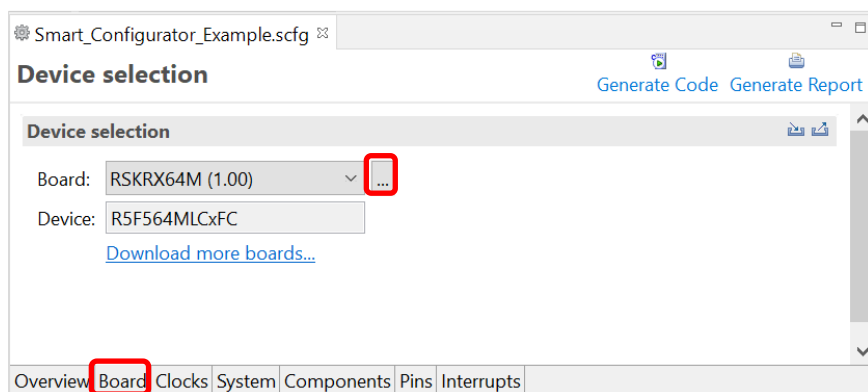 Smart_Configurator_Example.scfg
Device selection
Generate Code Generate Report
Device selection
Board: RSKRX64M (1.00) ...
Device: R5F564MLCxFC
Download more boards...
Overview Board Clocks System Components Pins Interrupts